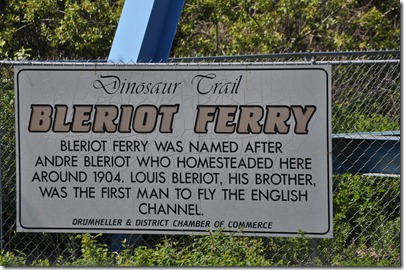 Dinosaur Trail
BLERIOT FERRY
BLERIOT FERRY WAS NAMED AFTER
ANDRE BLERIOT WHO HOMESTEADED HERE
AROUND 1904. LOUIS BLERIOT, HIS BROTHER,
WAS THE FIRST MAN TO FLY THE ENGLISH
CHANNEL.
DRUMHELLER & DISTRICT CHAMBER OF COMMERCE